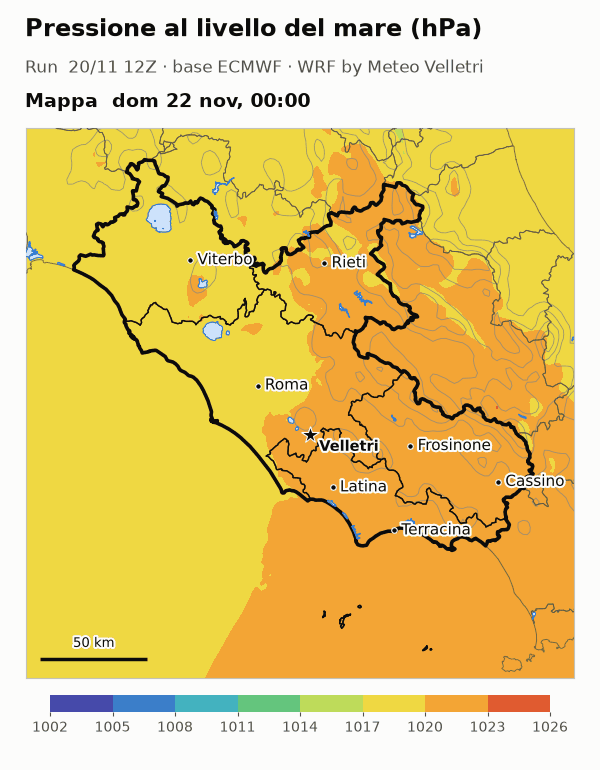 Pressione al livello del mare (hPa)
Run  20/11 12Z · base ECMWF · WRF by Meteo Velletri
Mappa  dom 22 nov, 00:00
Viterbo
Rieti
Roma
Velletri
Frosinone
Latina
Cassino
Terracina
50 km
1002 1005 1008 1011 1014 1017 1020 1023 1026